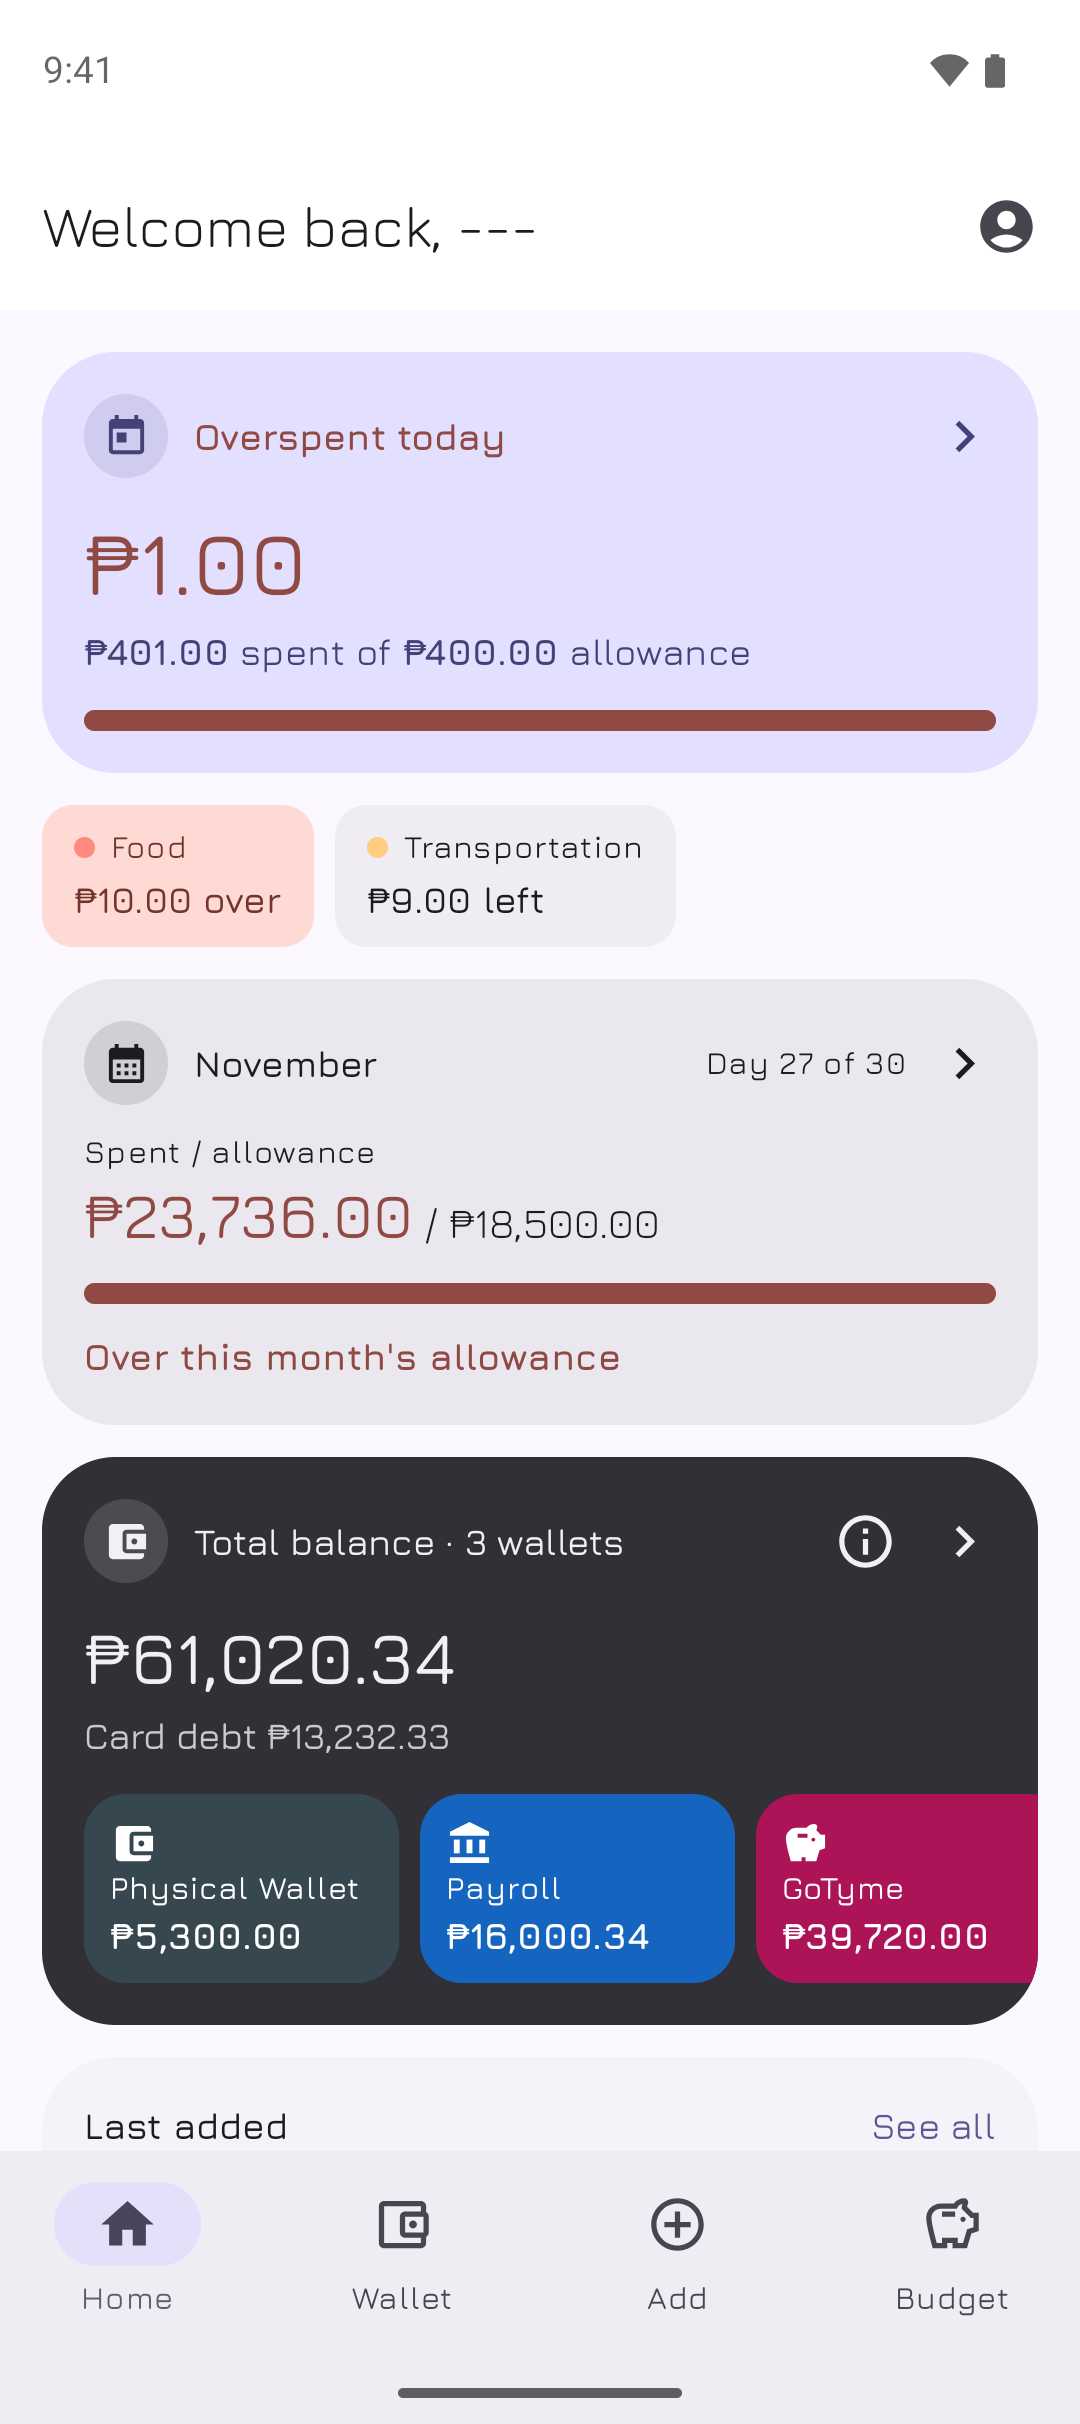 9:41
Welcome back, ---
Overspent today
₱1.00
₱401.00 spent of ₱400.00 allowance
Food
₱10.00 over
Transportation
₱9.00 left
November
Day 27 of 30
Spent / allowance
₱23,736.00 / ₱18,500.00
Over this month's allowance
Total balance · 3 wallets
₱61,020.34
Card debt ₱13,232.33
Physical Wallet
₱5,300.00
Payroll
₱16,000.34
GoTyme
₱39,720.00
Last added
See all
Home
Wallet
Add
Budget